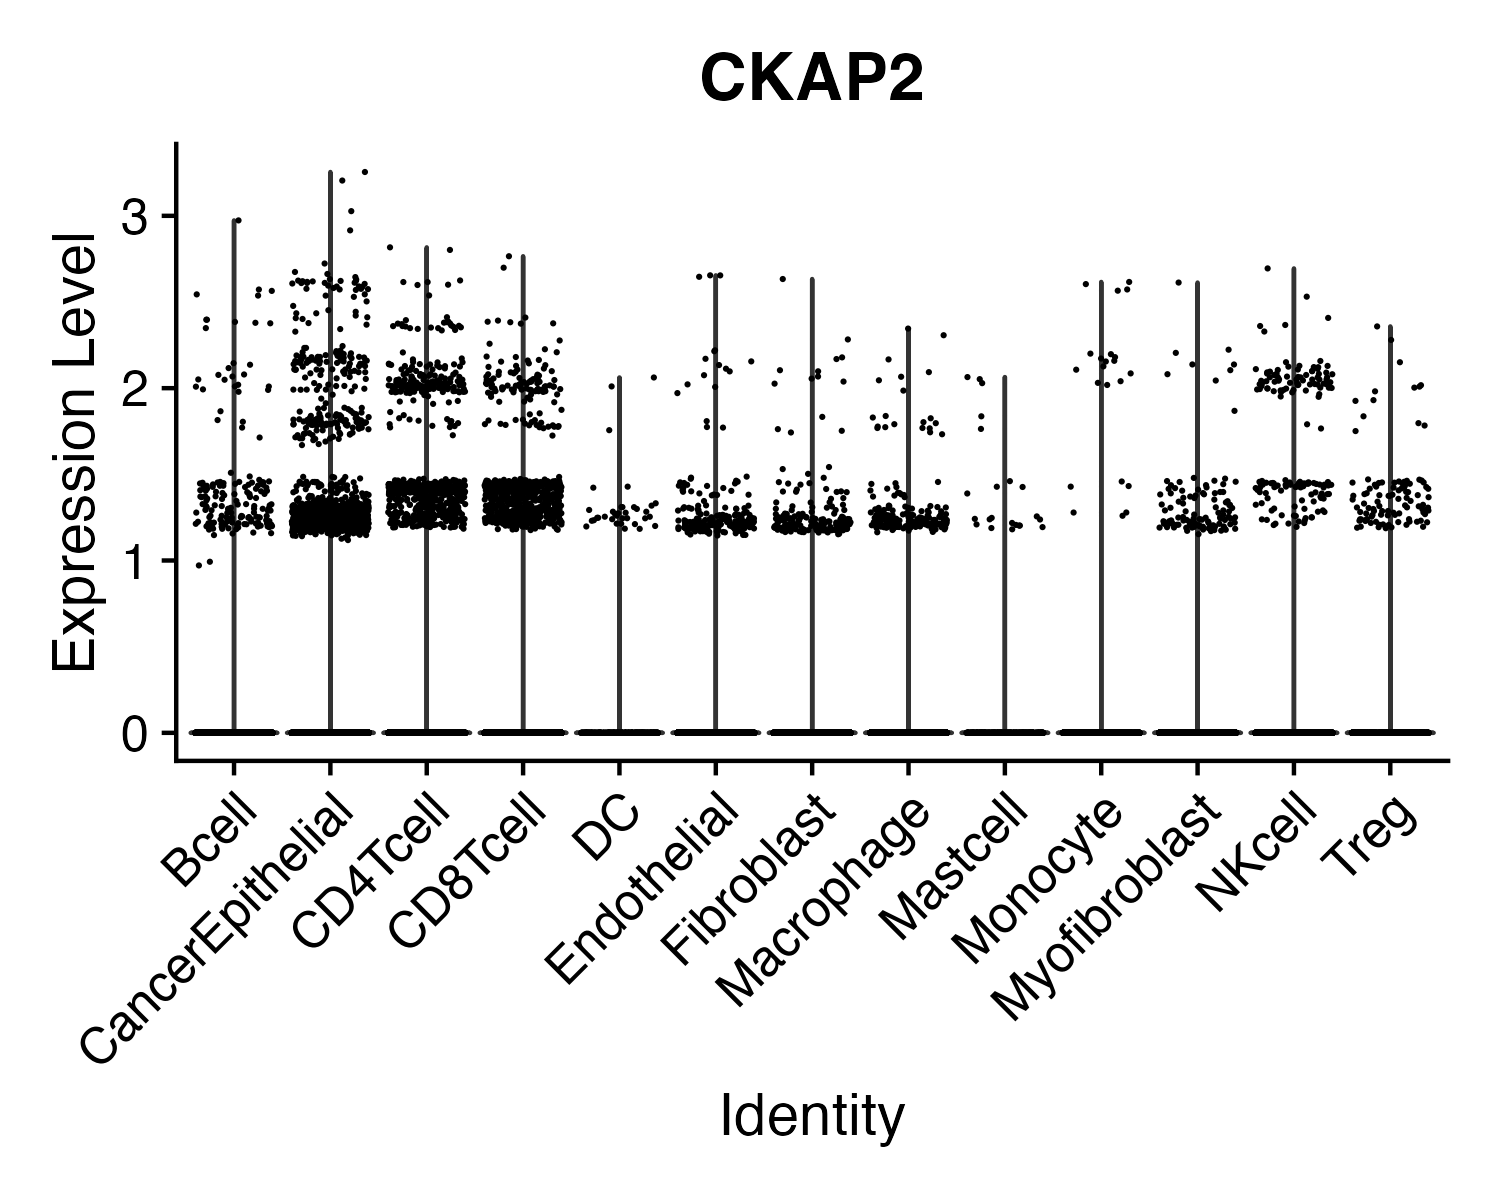 CKAP2
Expression Level
3
2
1
0
Bcell
CancerEpithelial
CD4Tcell
CD8Tcell
DC
Endothelial
Fibroblast
Macrophage
Mastcell
Monocyte
Myofibroblast
NKcell
Treg
Identity